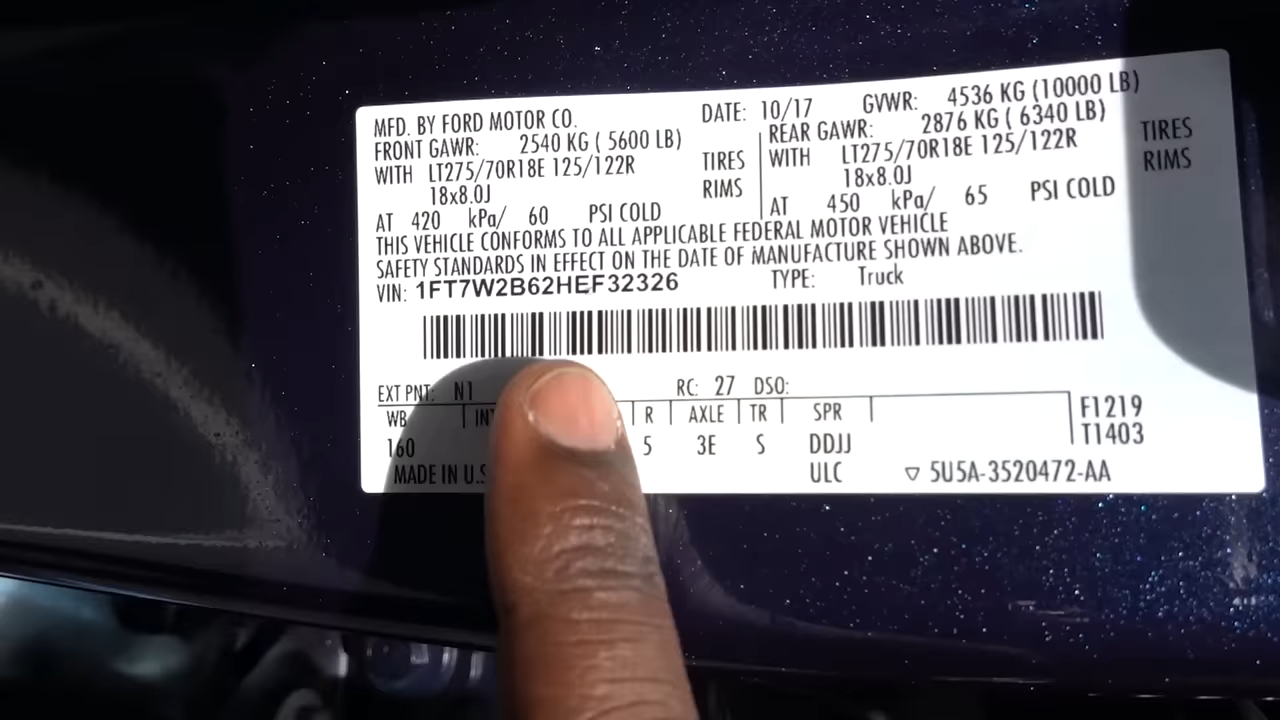 MFD. BY FORD MOTOR CO. DATE: 10/17 GVWR: 4536 KG (10000 LB)
FRONT GAWR: 2540 KG ( 5600 LB) REAR GAWR: 2876 KG ( 6340 LB)
WITH LT275/70R18E 125/122R TIRES WITH LT275/70R18E 125/122R TIRES
18x8.0J RIMS 18x8.0J RIMS
AT 420 kPa/ 60 PSI COLD AT 450 kPa/ 65 PSI COLD
THIS VEHICLE CONFORMS TO ALL APPLICABLE FEDERAL MOTOR VEHICLE
SAFETY STANDARDS IN EFFECT ON THE DATE OF MANUFACTURE SHOWN ABOVE.
VIN: 1FT7W2B62HEF32326 TYPE: Truck
EXT PNT: N1 RC: 27 DSO:
WB INT R AXLE TR SPR F1219
160 5 3E S DDJJ T1403
MADE IN U.S ULC ▽ 5U5A-3520472-AA